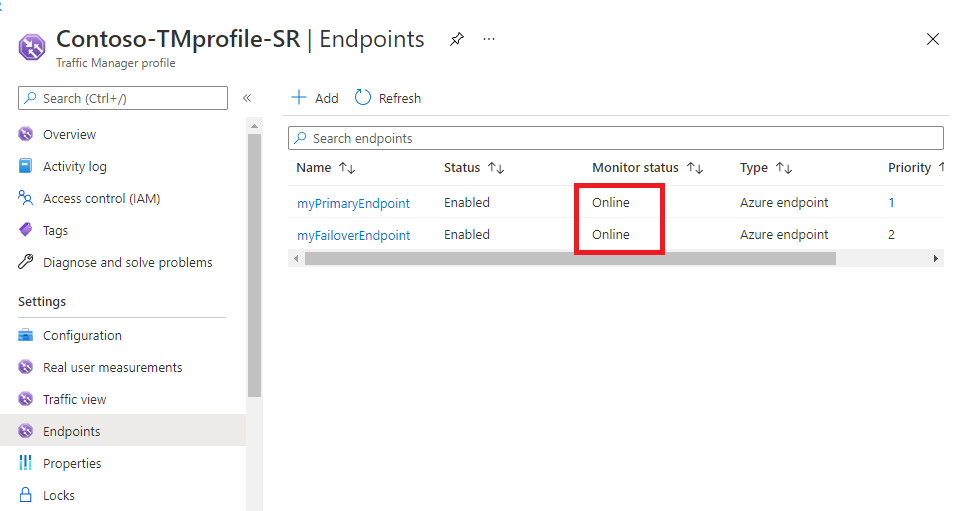 Contoso-TMprofile-SR | Endpoints ...
Traffic Manager profile
Search (Ctrl+/)
Overview
Activity log
Access control (IAM)
Tags
Diagnose and solve problems
Settings
Configuration
Real user measurements
Traffic view
Endpoints
Properties
Locks
Add Refresh
Search endpoints
Name Status Monitor status Type Priority
myPrimaryEndpoint Enabled Online Azure endpoint 1
myFailoverEndpoint Enabled Online Azure endpoint 2